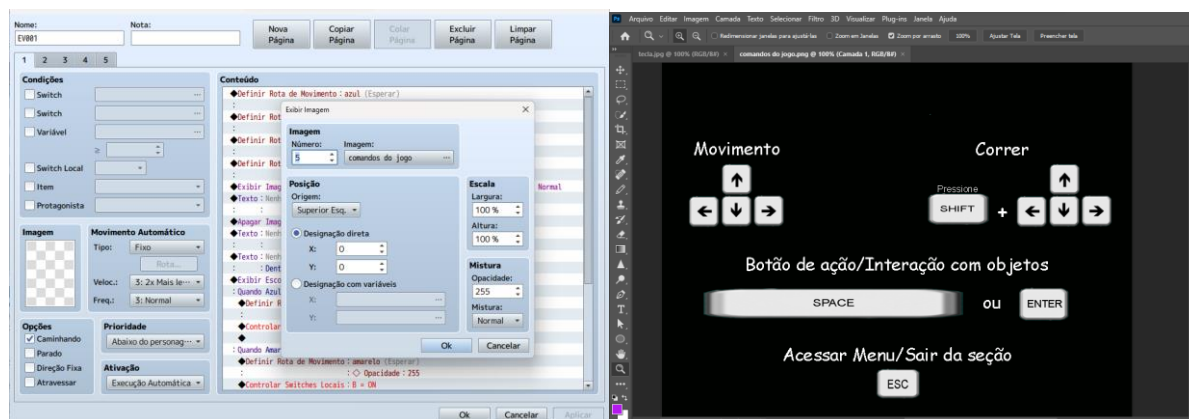 Nome:
Nota:
EV001
Nova Página
Copiar Página
Colar Página
Excluir Página
Limpar Página
1 2 3 4 5
Condições
Switch
Switch
Variável
≥
Switch Local
Item
Protagonista
Imagem
Movimento Automático
Tipo: Fixo
Rota...
Veloc.: 3: 2x Mais le···
Freq.: 3: Normal
Opções
Caminhando
Parado
Direção Fixa
Atravessar
Prioridade
Abaixo do personag···
Ativação
Execução Automática
Conteúdo
◆Definir Rota de Movimento : azul (Esperar)
:
◆Definir Rot
:
◆Definir Rot
:
◆Definir Rot
:
◆Exibir Imag
Normal
◆Texto : Nenh
: :
◆Apagar Imag
◆Texto : Nenh
: :
◆Texto : Nenh
: : Dent
◆Exibir Esco
: Quando Azul
◆Definir R
:
◆Controlar
◆
: Quando Amar
◆Definir Rota de Movimento : amarelo (Esperar)
: : ◇ Opacidade : 255
◆Controlar Switches Locais : B = ON
Exibir Imagem
Imagem
Número: Imagem:
5 comandos do jogo ···
Posição
Origem:
Superior Esq.
Designação direta
X: 0
Y: 0
Designação com variáveis
X:
Y:
Escala
Largura:
100 %
Altura:
100 %
Mistura
Opacidade:
255
Mistura:
Normal
Ok Cancelar
Ok Cancelar Aplicar
Ps Arquivo Editar Imagem Camada Texto Selecionar Filtro 3D Visualizar Plug-ins Janela Ajuda
Redimensionar janelas para ajustá-las Zoom em Janelas Zoom por arrasto 100% Ajustar Tela Preencher tela
tecla.jpg @ 100% (RGB/8#) × comandos do jogo.png @ 100% (Camada 1, RGB/8#) ×
Movimento
Correr
Pressione
SHIFT +
Botão de ação/Interação com objetos
SPACE ou ENTER
Acessar Menu/Sair da seção
ESC